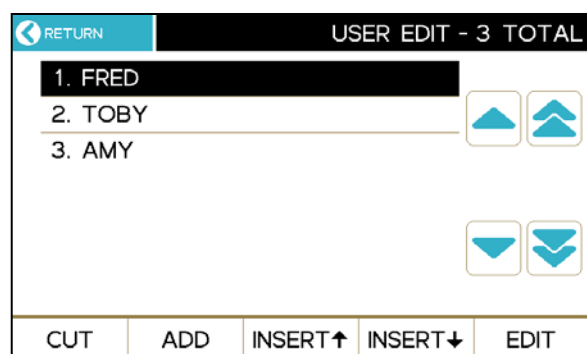 RETURN
USER EDIT - 3 TOTAL
1. FRED
2. TOBY
3. AMY
CUT
ADD
INSERT↑
INSERT↓
EDIT